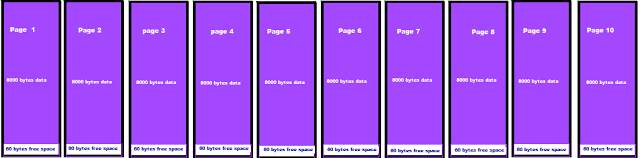 Page 1
8000 bytes data
60 bytes free space
Page 2
8000 bytes data
60 bytes free space
page 3
8000 bytes data
60 bytes free space
page 4
8000 bytes data
60 bytes free space
Page 5
8000 bytes data
60 bytes free space
Page 6
8000 bytes data
60 bytes free space
Page 7
8000 bytes data
60 bytes free space
Page 8
8000 bytes data
60 bytes free space
Page 9
8000 bytes data
60 bytes free space
Page 10
8000 bytes data
60 bytes free space